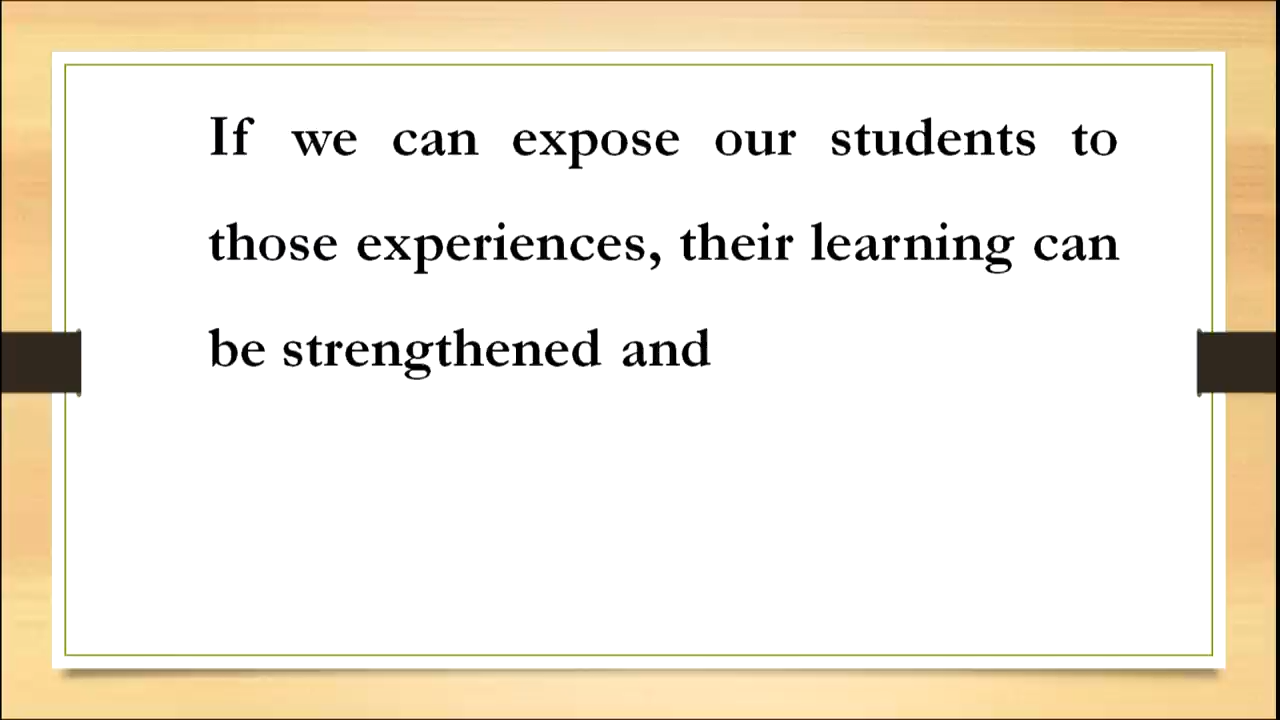 If we can expose our students to
those experiences, their learning can
be strengthened and